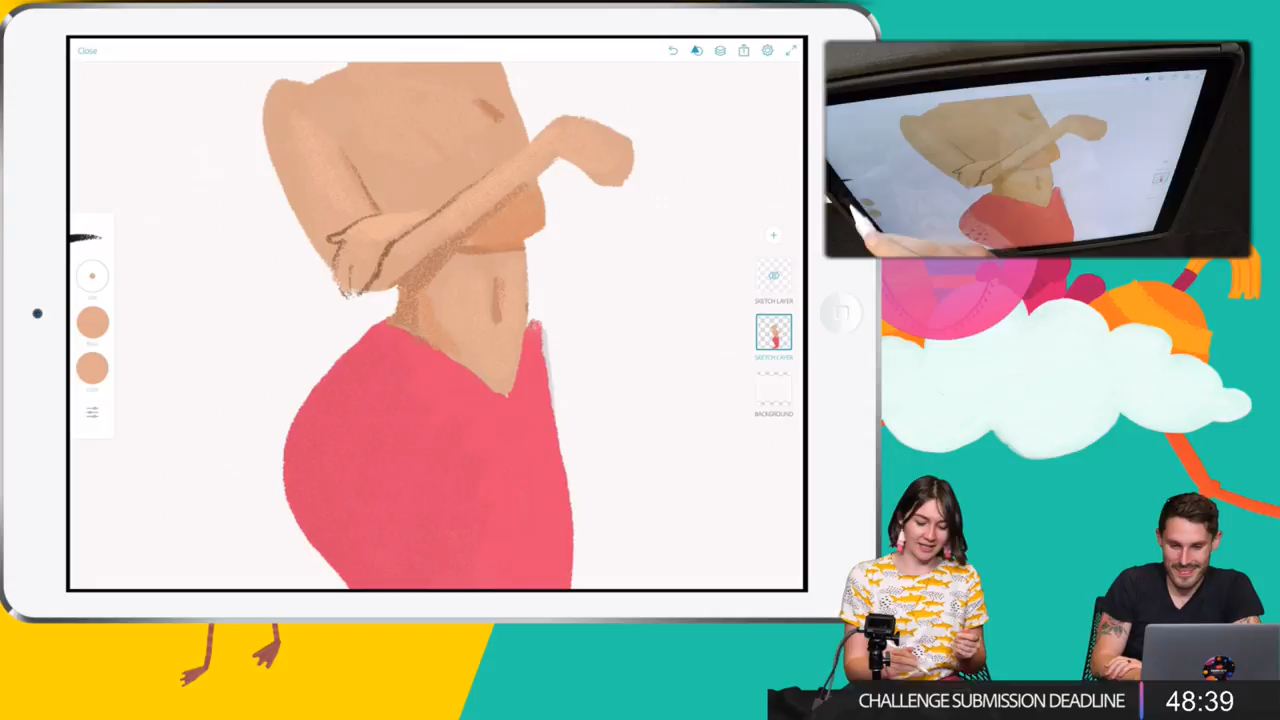 Close
SKETCH LAYER
SKETCH LAYER
BACKGROUND
CHALLENGE SUBMISSION DEADLINE
48:39